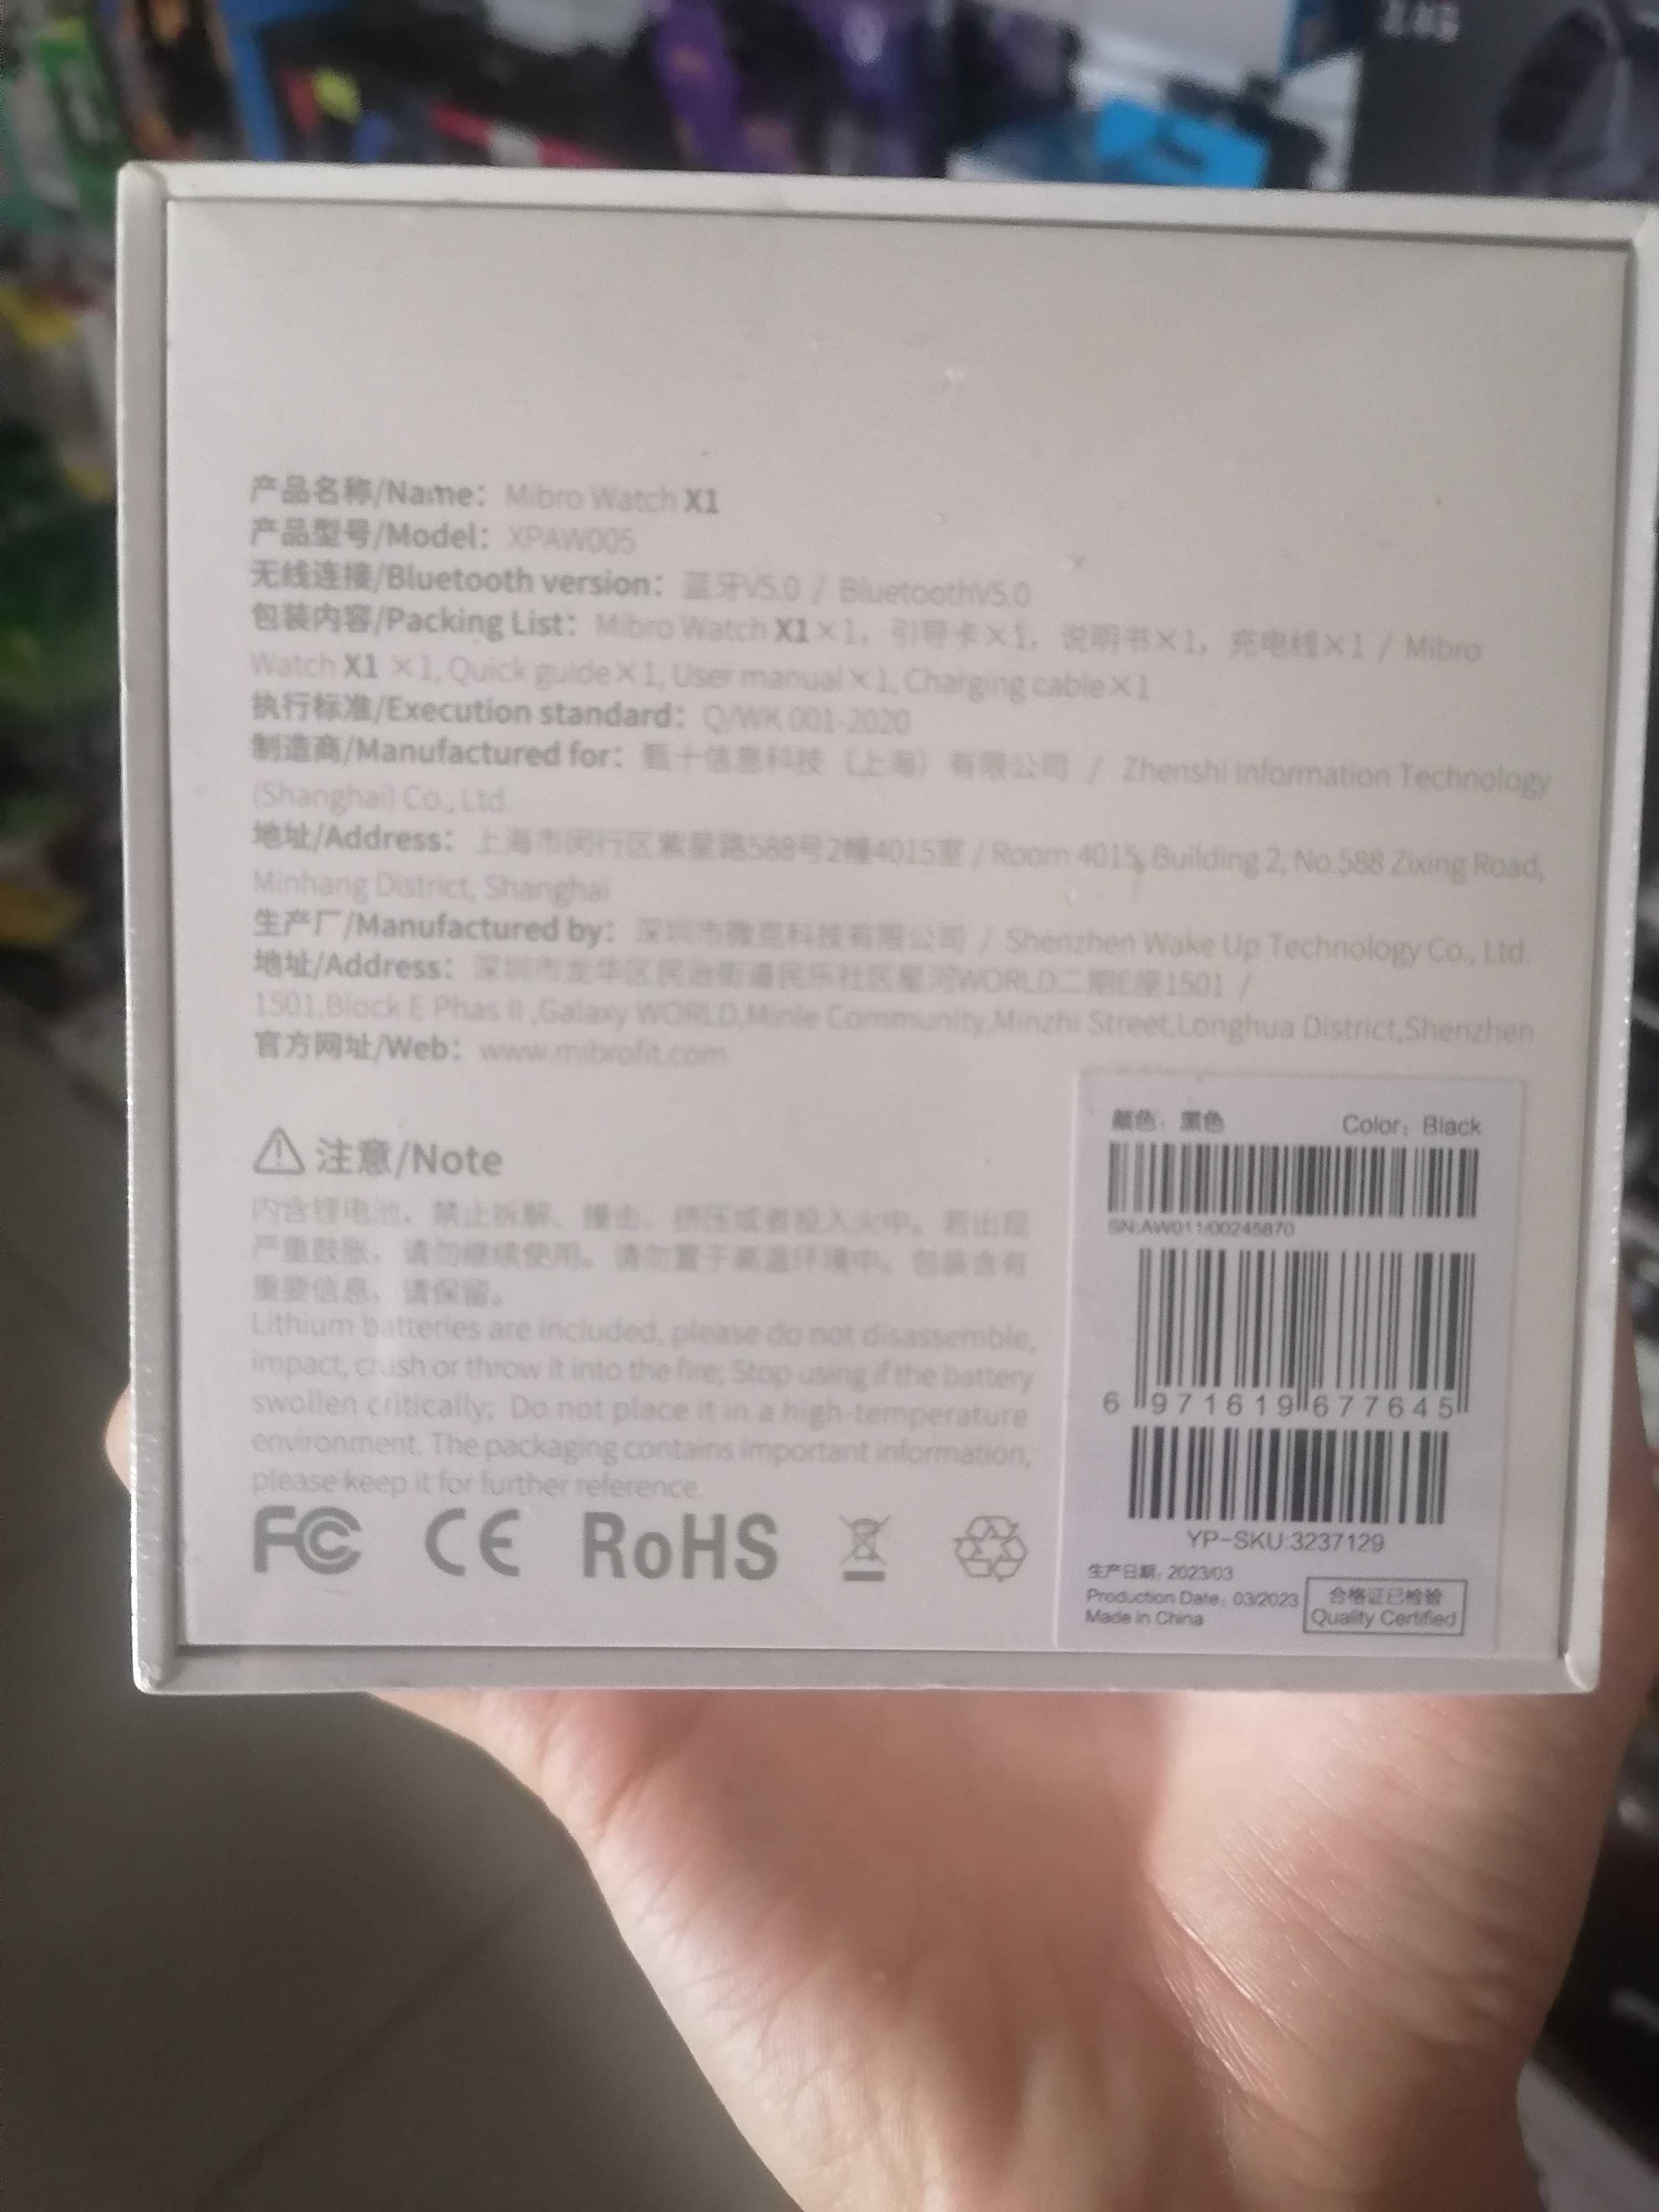 产品名称/Name：Mibro Watch X1
产品型号/Model：XPAW005
无线连接/Bluetooth version：蓝牙V5.0 / BluetoothV5.0
包装内容/Packing List：Mibro Watch X1×1，引导卡×1，说明书×1，充电线×1 / Mibro
Watch X1 ×1, Quick guide×1, User manual×1, Charging cable×1
执行标准/Execution standard：Q/WK 001-2020
制造商/Manufactured for：甄十信息科技（上海）有限公司 / Zhenshi Information Technology
(Shanghai) Co., Ltd.
地址/Address：上海市闵行区紫星路588号2幢4015室 / Room 4015, Building 2, No.588 Zixing Road,
Minhang District, Shanghai
生产厂/Manufactured by：深圳市微克科技有限公司 / Shenzhen Wake Up Technology Co., Ltd.
地址/Address：深圳市龙华区民治街道民乐社区星河WORLD二期E座1501 /
1501,Block E Phas II ,Galaxy WORLD,Minle Community,Minzhi Street,Longhua District,Shenzhen
官方网址/Web：www.mibrofit.com
注意/Note
内含锂电池，禁止拆解、撞击、挤压或者投入火中。若出现
严重鼓胀，请勿继续使用。请勿置于高温环境中。包装含有
重要信息，请保留。
Lithium batteries are included, please do not disassemble,
impact, crush or throw it into the fire; Stop using if the battery
swollen critically; Do not place it in a high-temperature
environment. The packaging contains important information,
please keep it for further reference.
FC CE RoHS
颜色：黑色 Color：Black
SN:AW011/00245870
6 971619 677645
YP-SKU:3237129
生产日期：2023/03
Production Date：03/2023
Made in China
合格证已检验
Quality Certified